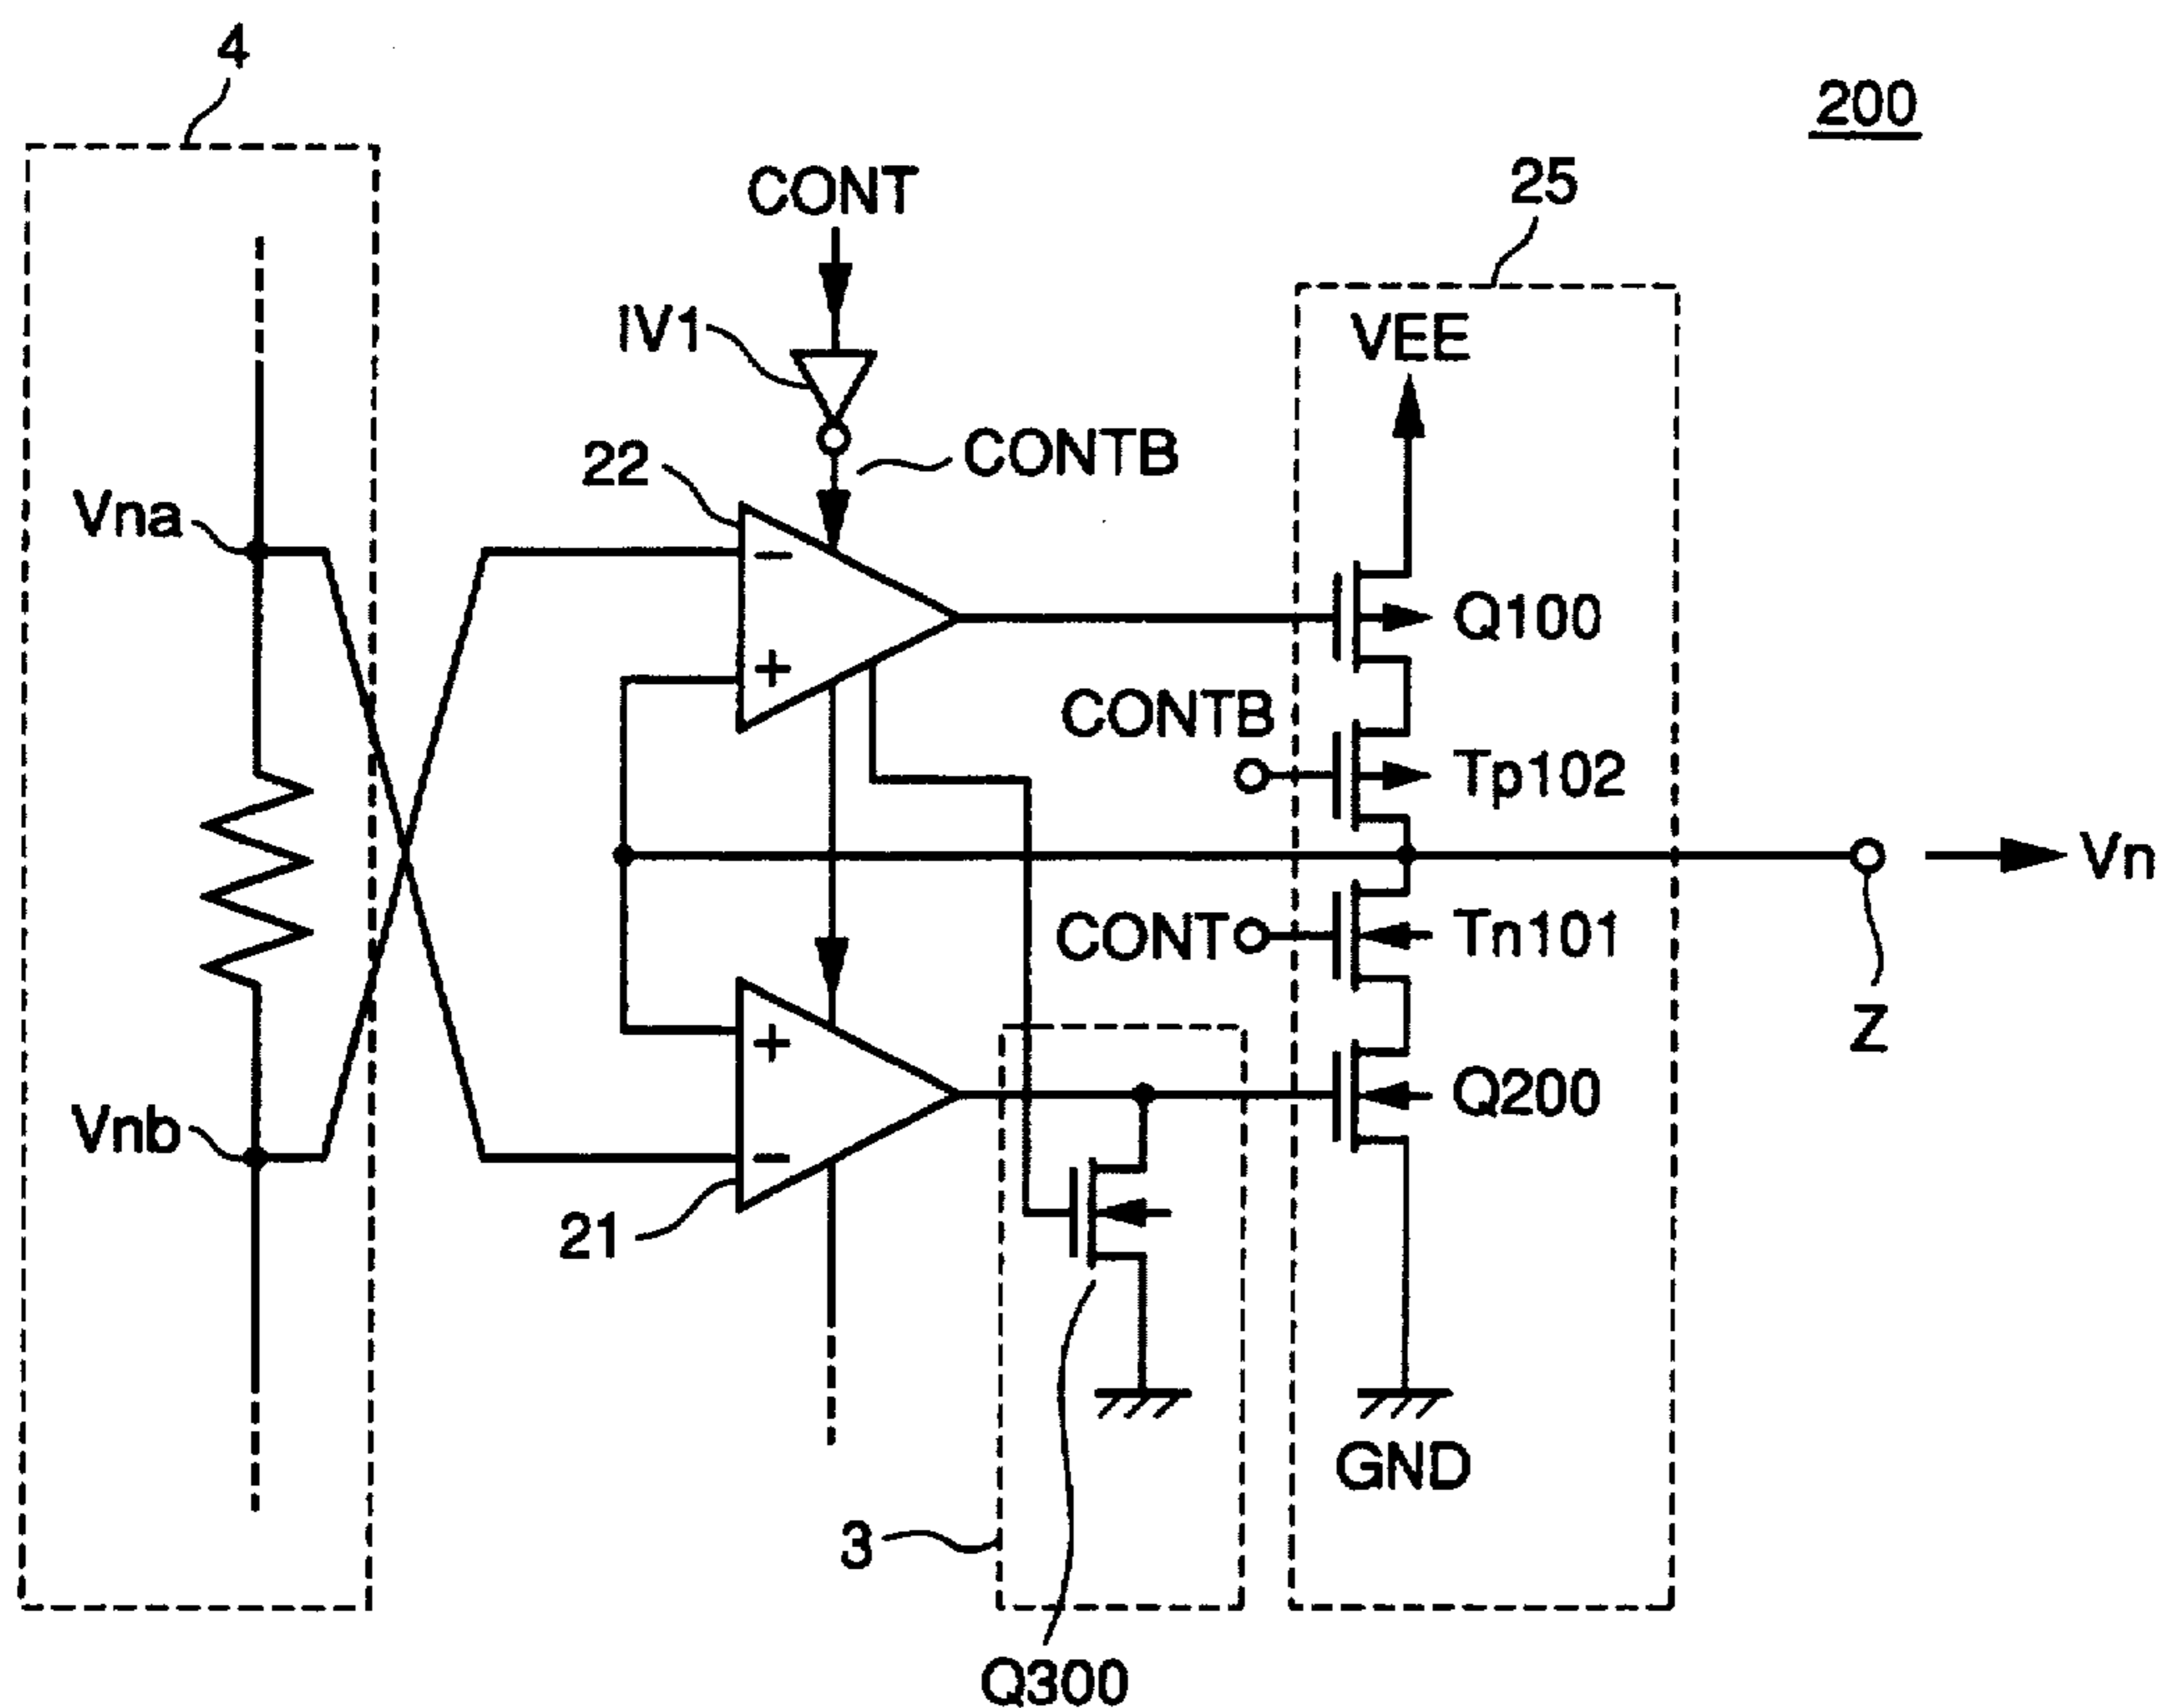 4
200
25
CONT
IV1
VEE
22
CONTB
Vna
−
Q100
+
CONTB
Tp102
Vn
CONT
Tn101
Z
+
Q200
Vnb
−
21
GND
3
Q300